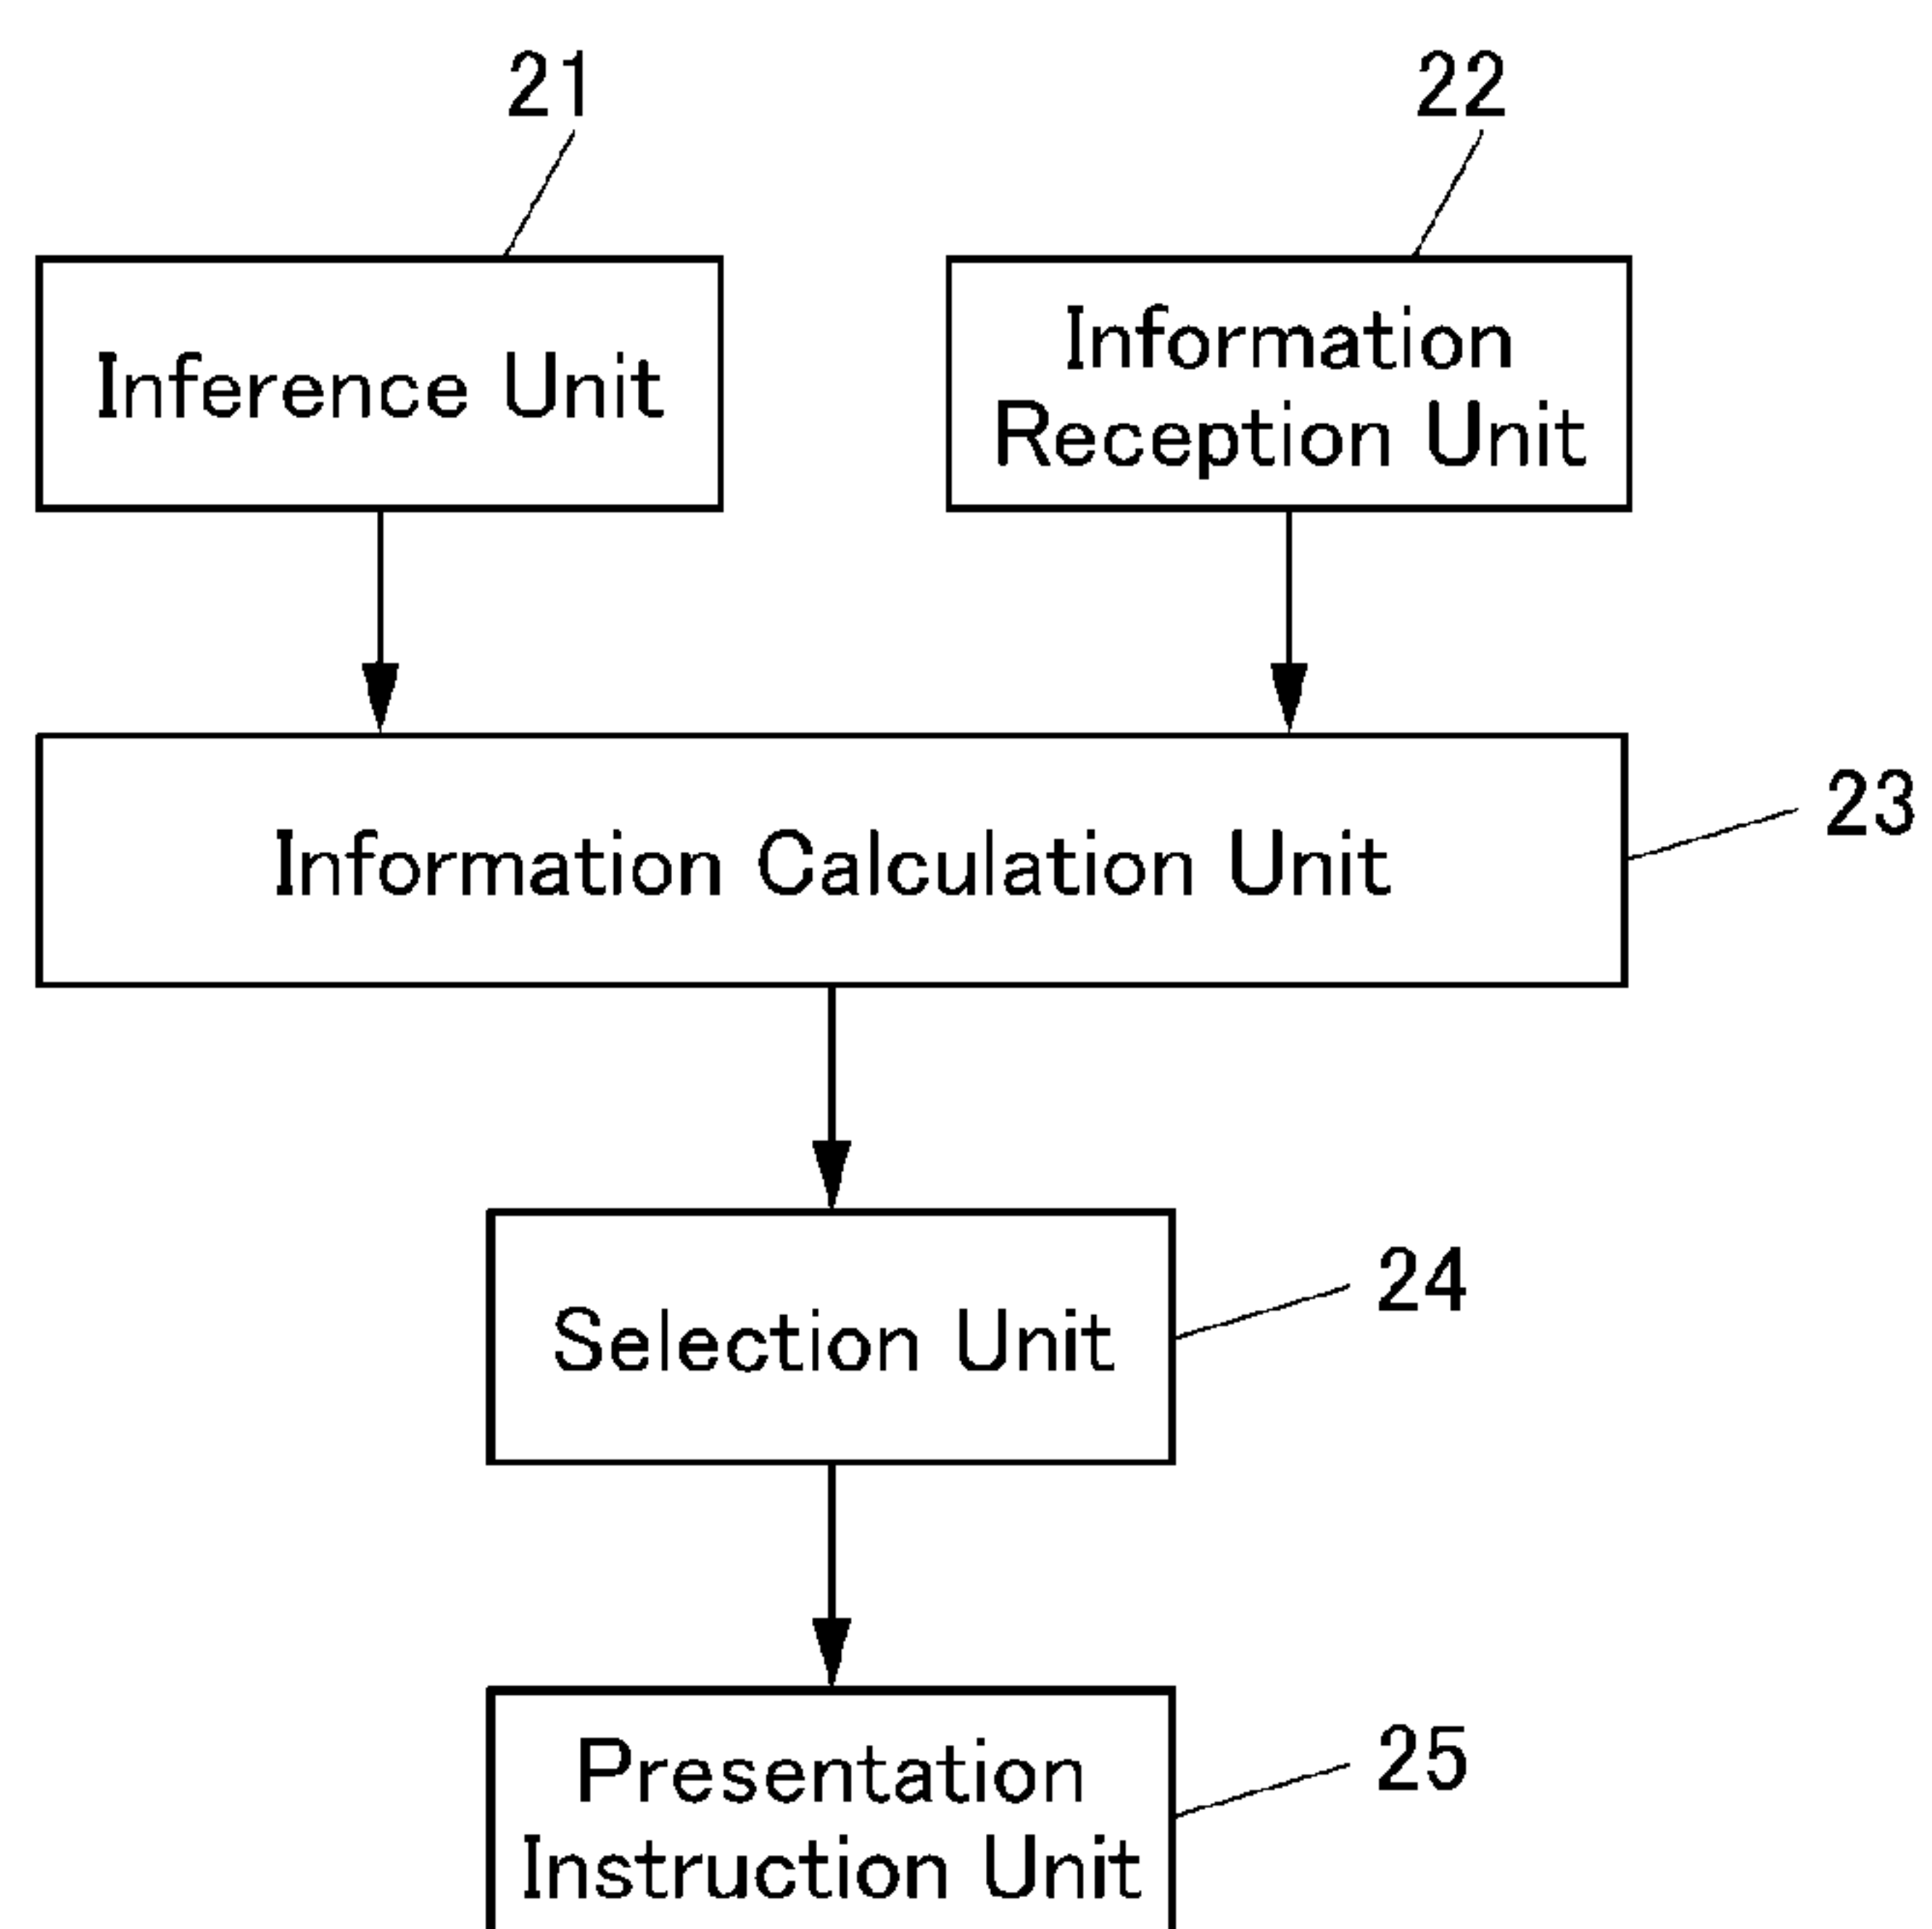 21
22
Inference Unit
Information
Reception Unit
23
Information Calculation Unit
24
Selection Unit
25
Presentation
Instruction Unit